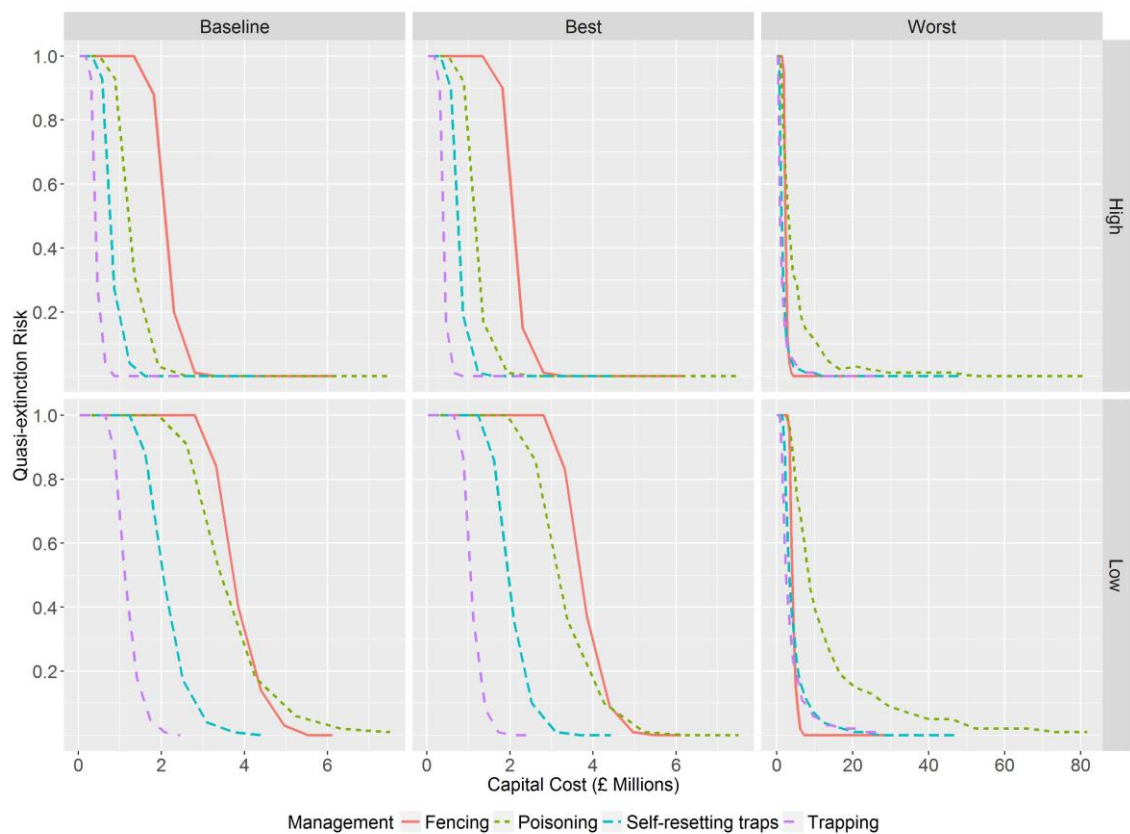 Baseline
Best
Worst
1.0
0.8
0.6
0.4
0.2
High
1.0
0.8
0.6
0.4
0.2
Low
Quasi-extinction Risk
0 2 4 6
0 2 4 6
0 20 40 60 80
Capital Cost (£ Millions)
Management Fencing Poisoning Self-resetting traps Trapping